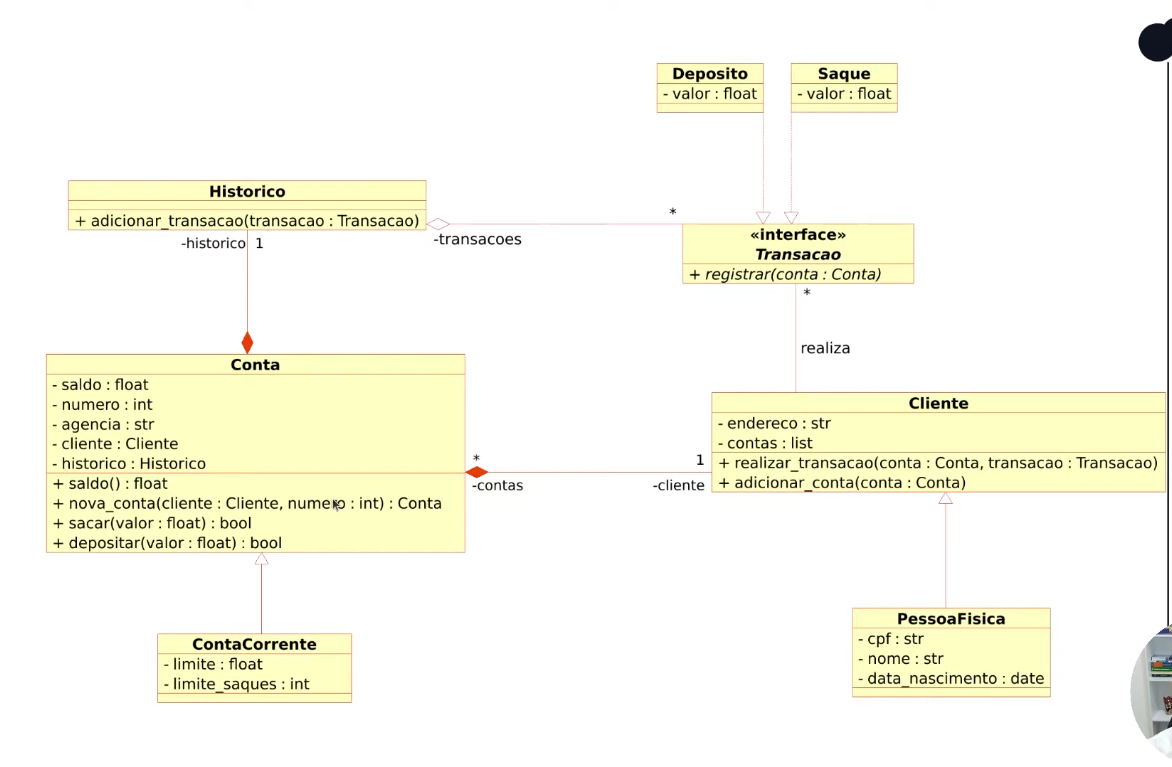 Deposito
- valor : float
Saque
- valor : float
Historico
+ adicionar_transacao(transacao : Transacao)
-historico 1
-transacoes
*
«interface»
Transacao
+ registrar(conta : Conta)
*
realiza
Conta
- saldo : float
- numero : int
- agencia : str
- cliente : Cliente
- historico : Historico
+ saldo() : float
+ nova_conta(cliente : Cliente, numero : int) : Conta
+ sacar(valor : float) : bool
+ depositar(valor : float) : bool
*
-contas
1
-cliente
Cliente
- endereco : str
- contas : list
+ realizar_transacao(conta : Conta, transacao : Transacao)
+ adicionar_conta(conta : Conta)
ContaCorrente
- limite : float
- limite_saques : int
PessoaFisica
- cpf : str
- nome : str
- data_nascimento : date